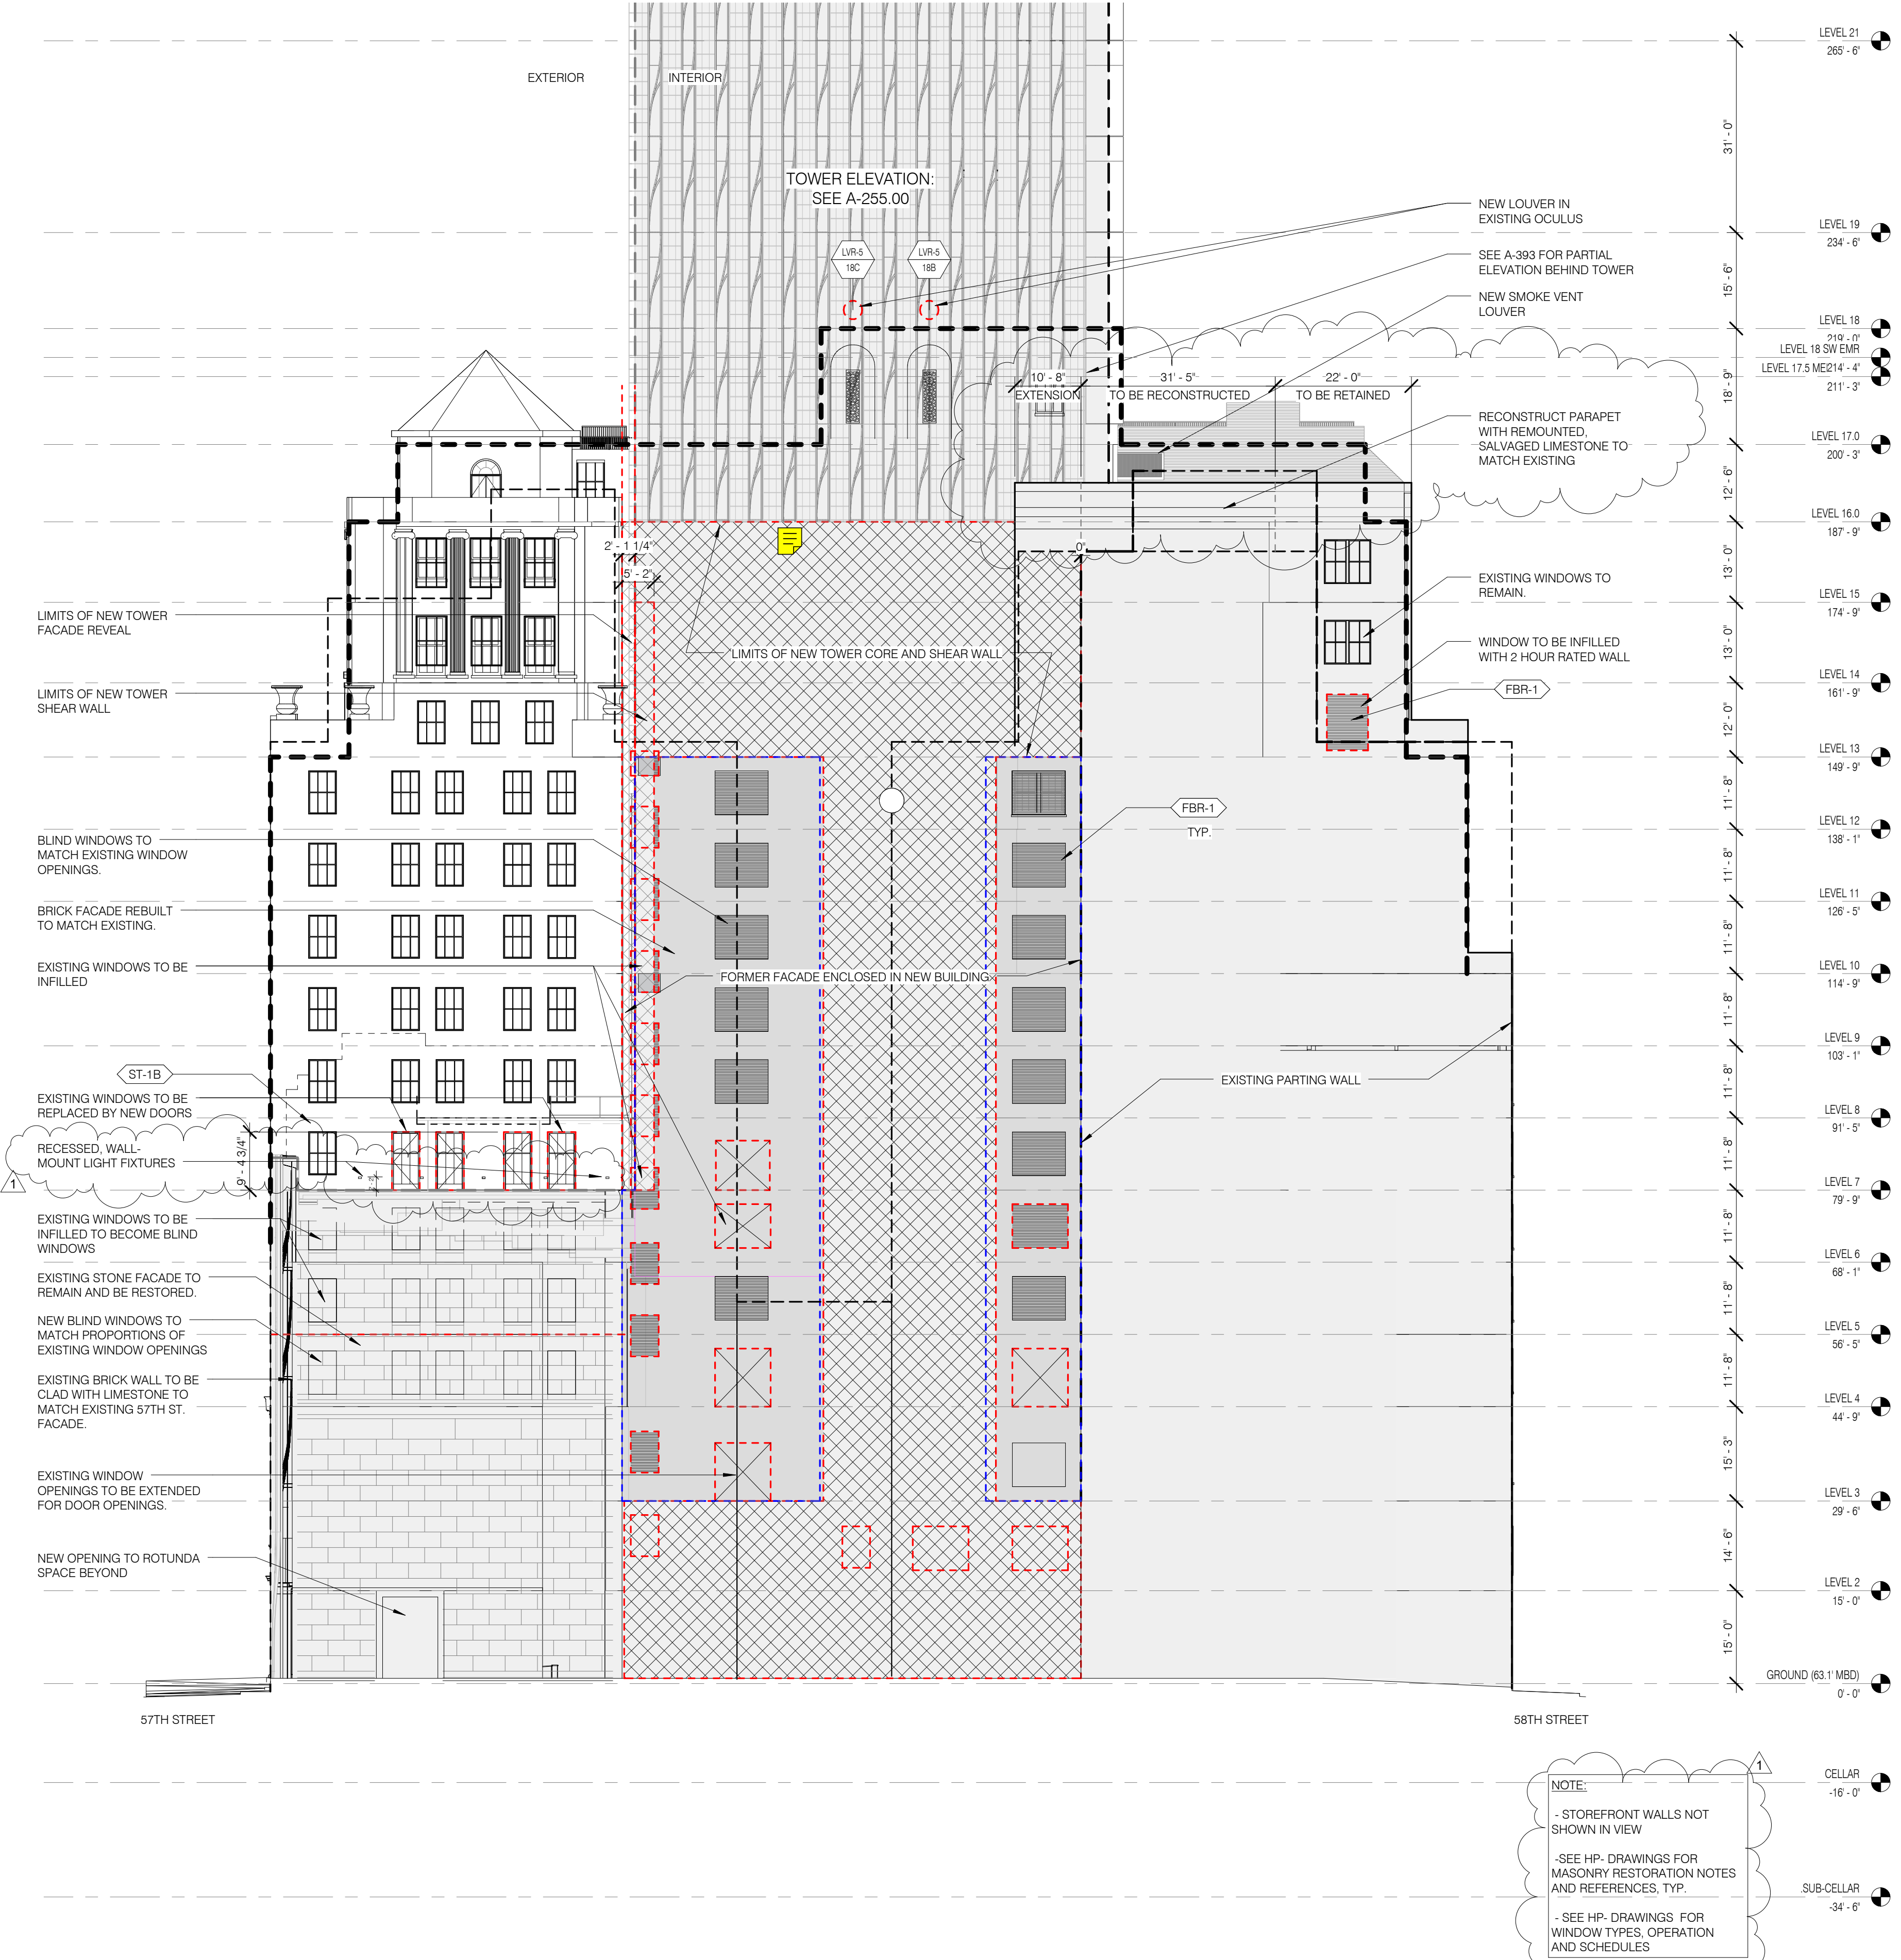 EXTERIOR
INTERIOR
TOWER ELEVATION:
SEE A-255.00
LVR-5
18C
LVR-5
18B
NEW LOUVER IN
EXISTING OCULUS
SEE A-393 FOR PARTIAL
ELEVATION BEHIND TOWER
NEW SMOKE VENT
LOUVER
10' - 8"
EXTENSION
31' - 5"
TO BE RECONSTRUCTED
22' - 0"
TO BE RETAINED
RECONSTRUCT PARAPET
WITH REMOUNTED,
SALVAGED LIMESTONE TO
MATCH EXISTING
2' - 1 1/4"
5' - 2"
0"
EXISTING WINDOWS TO
REMAIN.
WINDOW TO BE INFILLED
WITH 2 HOUR RATED WALL
FBR-1
LIMITS OF NEW TOWER
FACADE REVEAL
LIMITS OF NEW TOWER CORE AND SHEAR WALL
LIMITS OF NEW TOWER
SHEAR WALL
FBR-1
TYP.
BLIND WINDOWS TO
MATCH EXISTING WINDOW
OPENINGS.
BRICK FACADE REBUILT
TO MATCH EXISTING.
EXISTING WINDOWS TO BE
INFILLED
FORMER FACADE ENCLOSED IN NEW BUILDING
ST-1B
EXISTING PARTING WALL
EXISTING WINDOWS TO BE
REPLACED BY NEW DOORS
RECESSED, WALL-
MOUNT LIGHT FIXTURES
9' - 4 3/4"
1
EXISTING WINDOWS TO BE
INFILLED TO BECOME BLIND
WINDOWS
EXISTING STONE FACADE TO
REMAIN AND BE RESTORED.
NEW BLIND WINDOWS TO
MATCH PROPORTIONS OF
EXISTING WINDOW OPENINGS
EXISTING BRICK WALL TO BE
CLAD WITH LIMESTONE TO
MATCH EXISTING 57TH ST.
FACADE.
EXISTING WINDOW
OPENINGS TO BE EXTENDED
FOR DOOR OPENINGS.
NEW OPENING TO ROTUNDA
SPACE BEYOND
57TH STREET
58TH STREET
31' - 0"
15' - 6"
18' - 9"
12' - 6"
13' - 0"
13' - 0"
12' - 0"
11' - 8"
11' - 8"
11' - 8"
11' - 8"
11' - 8"
11' - 8"
11' - 8"
11' - 8"
11' - 8"
15' - 3"
14' - 6"
15' - 0"
LEVEL 21
265' - 6"
LEVEL 19
234' - 6"
LEVEL 18
219' - 0"
LEVEL 18 SW EMR
LEVEL 17.5 ME214' - 4"
211' - 3"
LEVEL 17.0
200' - 3"
LEVEL 16.0
187' - 9"
LEVEL 15
174' - 9"
LEVEL 14
161' - 9"
LEVEL 13
149' - 9"
LEVEL 12
138' - 1"
LEVEL 11
126' - 5"
LEVEL 10
114' - 9"
LEVEL 9
103' - 1"
LEVEL 8
91' - 5"
LEVEL 7
79' - 9"
LEVEL 6
68' - 1"
LEVEL 5
56' - 5"
LEVEL 4
44' - 9"
LEVEL 3
29' - 6"
LEVEL 2
15' - 0"
GROUND (63.1' MBD)
0' - 0"
CELLAR
-16' - 0"
SUB-CELLAR
-34' - 6"
1
NOTE:
- STOREFRONT WALLS NOT
SHOWN IN VIEW
-SEE HP- DRAWINGS FOR
MASONRY RESTORATION NOTES
AND REFERENCES, TYP.
- SEE HP- DRAWINGS FOR
WINDOW TYPES, OPERATION
AND SCHEDULES